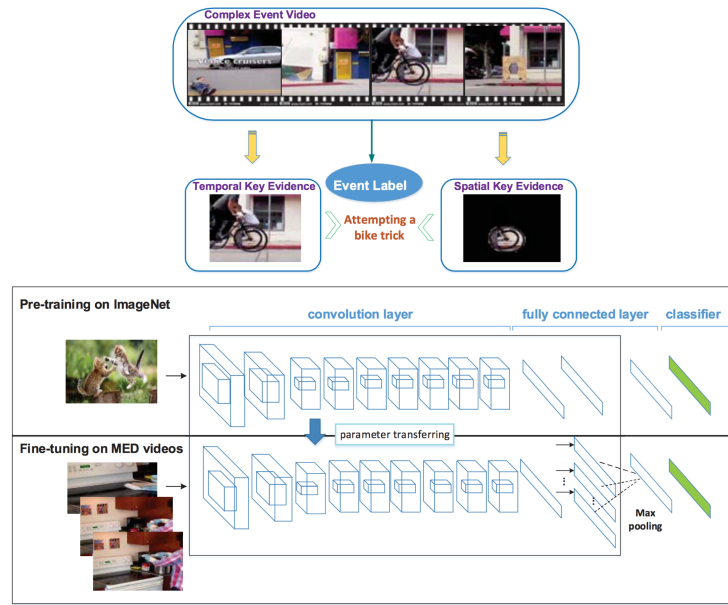 Complex Event Video
Venice cruisers
Temporal Key Evidence
Event Label
Spatial Key Evidence
Attempting a
bike trick
Pre-training on ImageNet
convolution layer
fully connected layer
classifier
parameter transferring
Fine-tuning on MED videos
Max
pooling